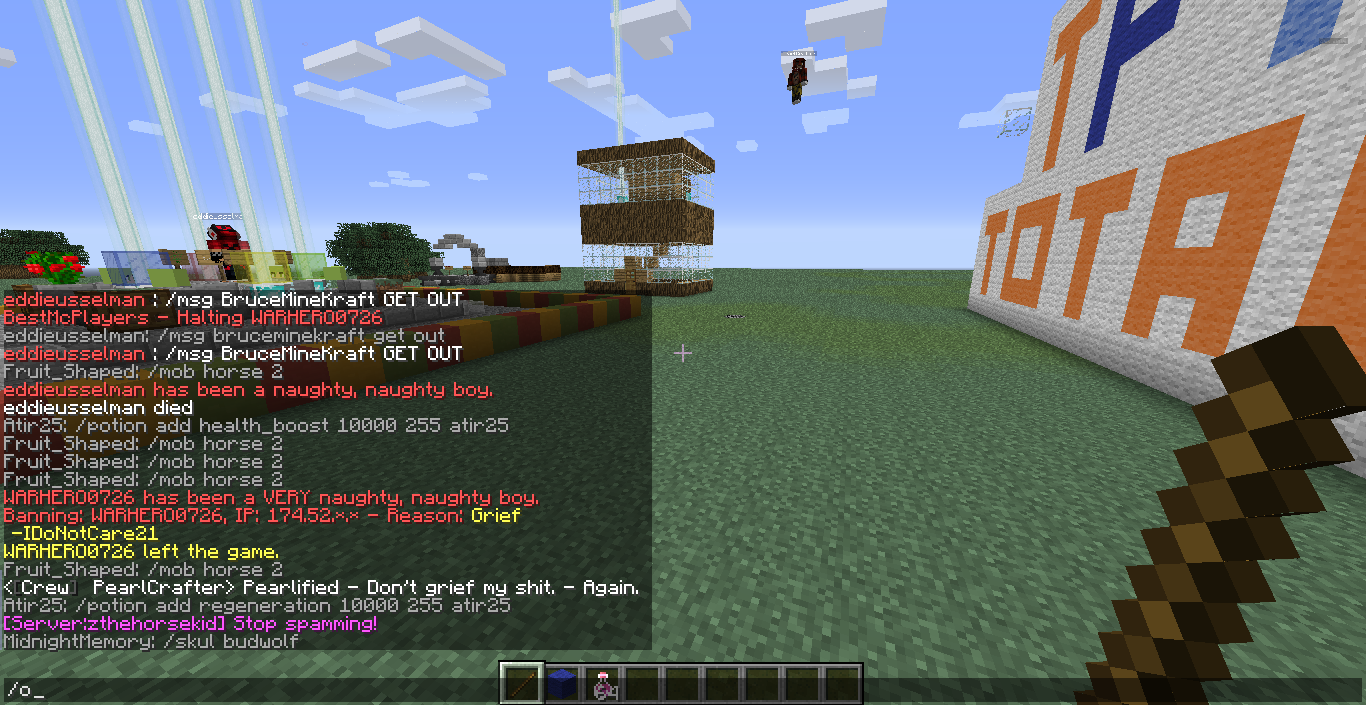 TF
TOTA
eddieusselman : /msg BruceMineKraft GET OUT
BestMcPlayers - Halting WARHERO0726
eddieusselman: /msg bruceminekraft get out
eddieusselman : /msg BruceMineKraft GET OUT
Fruit_Shaped: /mob horse 2
eddieusselman has been a naughty, naughty boy.
eddieusselman died
Atir25: /potion add health_boost 10000 255 atir25
Fruit_Shaped: /mob horse 2
Fruit_Shaped: /mob horse 2
Fruit_Shaped: /mob horse 2
WARHERO0726 has been a VERY naughty, naughty boy.
Banning: WARHERO0726, IP: 174.52.*.* - Reason: Grief
-IDoNotCare21
WARHERO0726 left the game.
Fruit_Shaped: /mob horse 2
<[Crew] PearlCrafter> Pearlified - Don't grief my shit. - Again.
Atir25: /potion add regeneration 10000 255 atir25
[Server:zthehorsekid] Stop spamming!
MidnightMemory: /skul budwolf
/o_